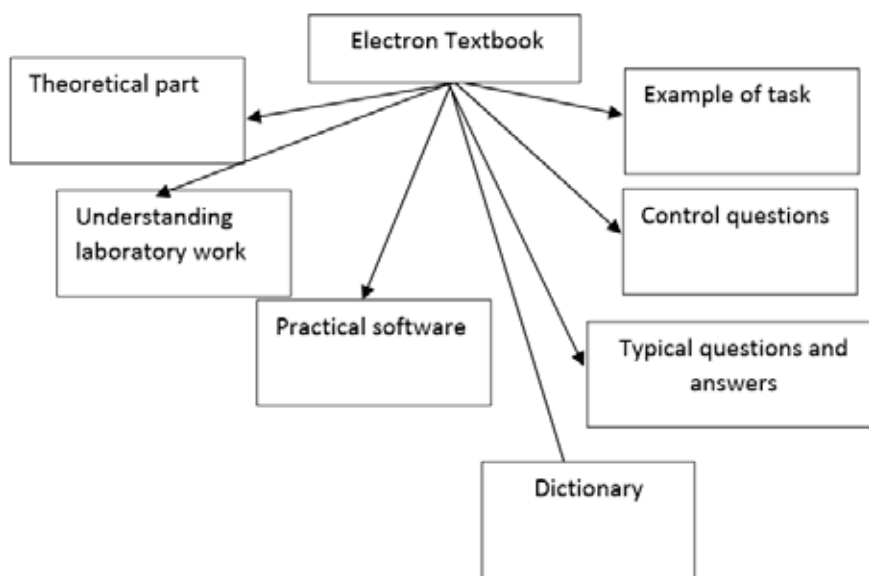 Electron Textbook
Theoretical part
Example of task
Understanding
laboratory work
Control questions
Practical software
Typical questions and
answers
Dictionary